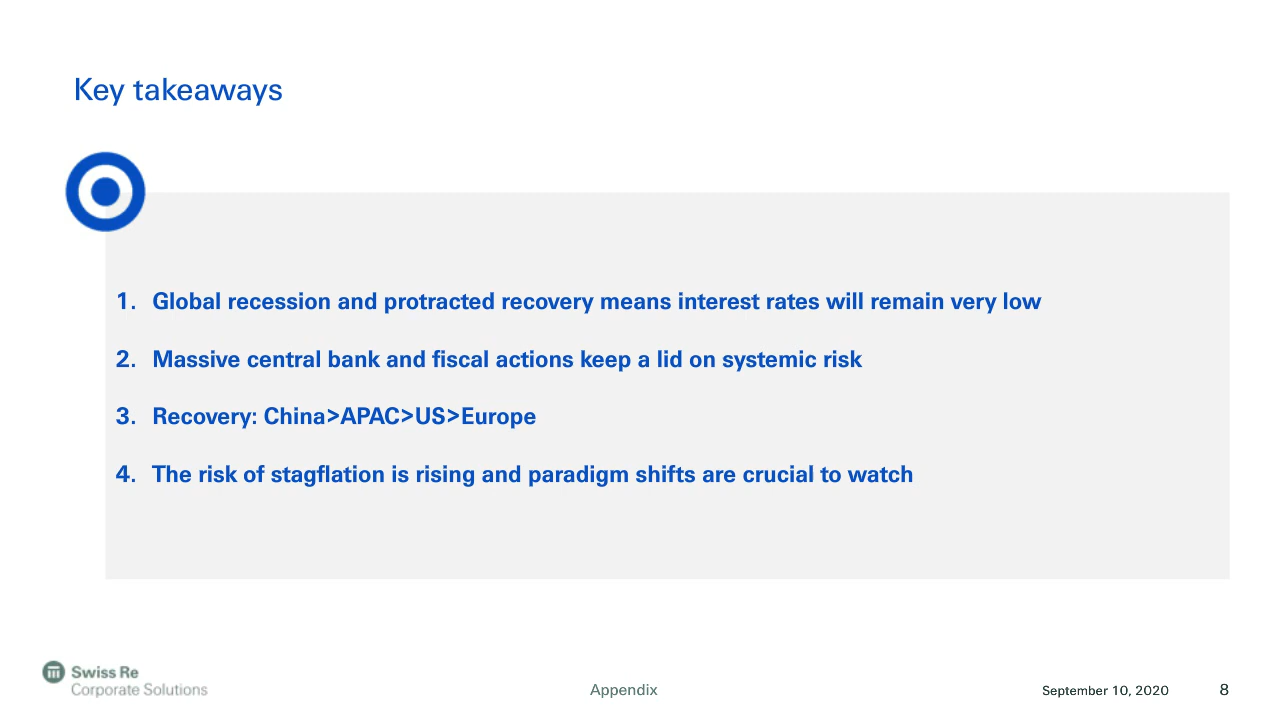 Key takeaways
1. Global recession and protracted recovery means interest rates will remain very low
2. Massive central bank and fiscal actions keep a lid on systemic risk
3. Recovery: China>APAC>US>Europe
4. The risk of stagflation is rising and paradigm shifts are crucial to watch
Swiss Re
Corporate Solutions
Appendix
September 10, 2020
8